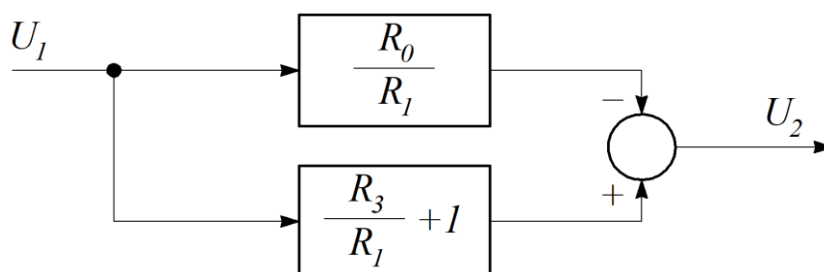 U₁
R₀
R₁
−
U₂
+
R₃
R₁ +1